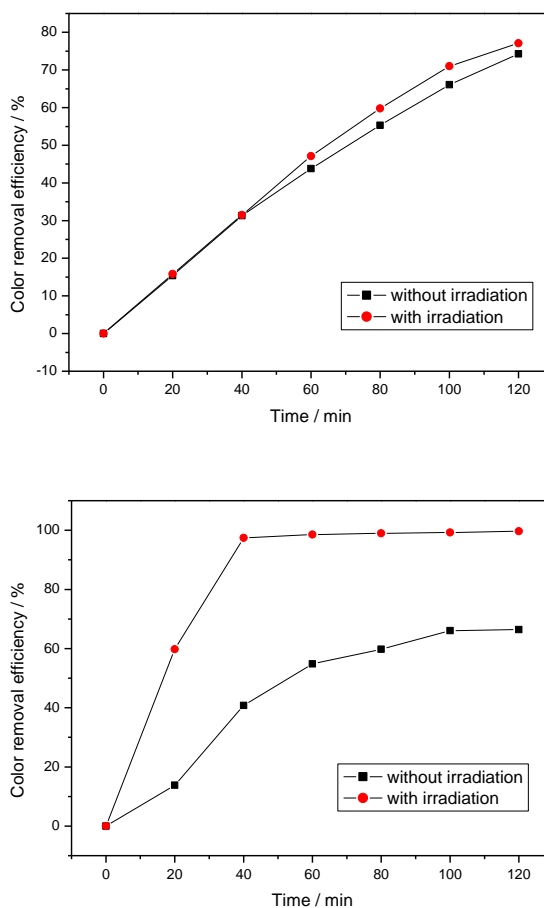 80
70
60
50
40
30
20
10
0
-10
Color removal efficiency / %
without irradiation
with irradiation
0 20 40 60 80 100 120
Time / min
100
80
60
40
20
0
Color removal efficiency / %
without irradiation
with irradiation
0 20 40 60 80 100 120
Time / min